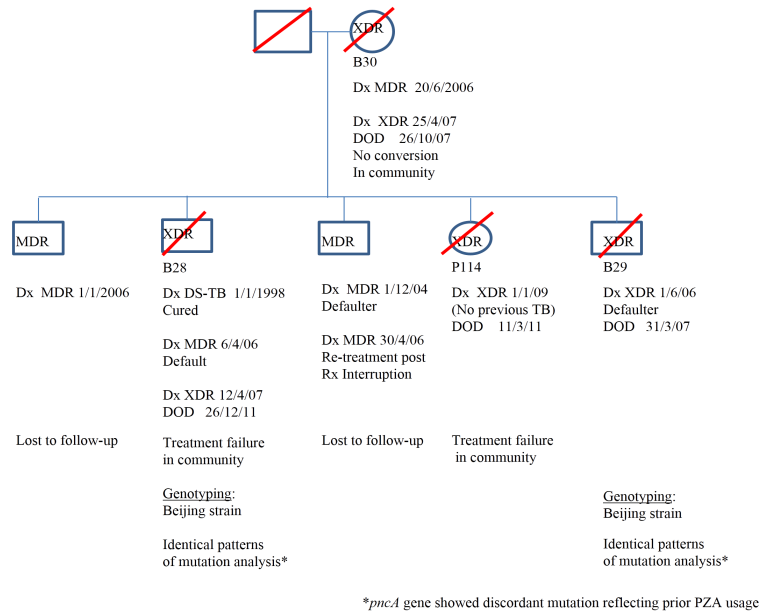 XDR
B30
Dx MDR 20/6/2006
Dx XDR 25/4/07
DOD 26/10/07
No conversion
In community
MDR
Dx MDR 1/1/2006
Lost to follow-up
XDR
B28
Dx DS-TB 1/1/1998
Cured
Dx MDR 6/4/06
Default
Dx XDR 12/4/07
DOD 26/12/11
Treatment failure
in community
Genotyping:
Beijing strain
Identical patterns
of mutation analysis*
MDR
Dx MDR 1/12/04
Defaulter
Dx MDR 30/4/06
Re-treatment post
Rx Interruption
Lost to follow-up
XDR
P114
Dx XDR 1/1/09
(No previous TB)
DOD 11/3/11
Treatment failure
in community
XDR
B29
Dx XDR 1/6/06
Defaulter
DOD 31/3/07
Genotyping:
Beijing strain
Identical patterns
of mutation analysis*
*pncA gene showed discordant mutation reflecting prior PZA usage